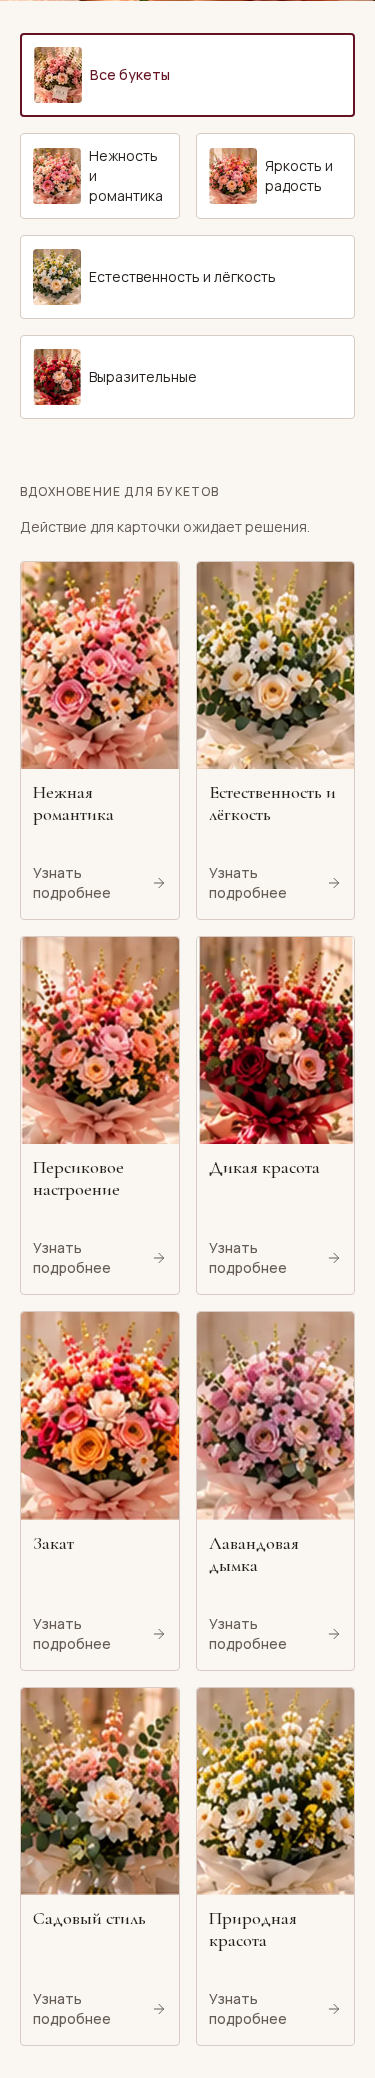 Все букеты
Нежность
и
романтика
Яркость и
радость
Естественность и лёгкость
Выразительные
ВДОХНОВЕНИЕ ДЛЯ БУКЕТОВ
Действие для карточки ожидает решения.
Нежная
романтика
Узнать
подробнее
Естественность и
лёгкость
Узнать
подробнее
Персиковое
настроение
Узнать
подробнее
Дикая красота
Узнать
подробнее
Закат
Узнать
подробнее
Лавандовая
дымка
Узнать
подробнее
Садовый стиль
Узнать
подробнее
Природная
красота
Узнать
подробнее